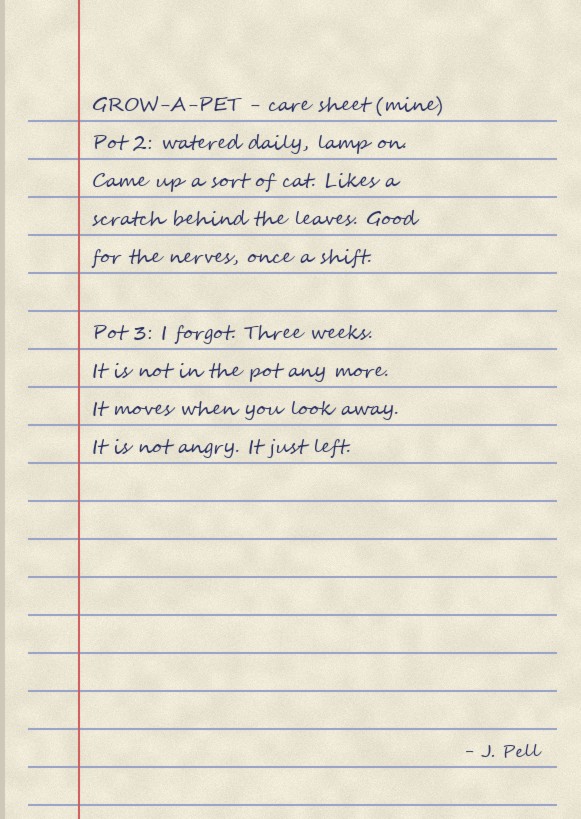 GROW-A-PET - care sheet (mine)
Pot 2: watered daily, lamp on.
Came up a sort of cat. Likes a
scratch behind the leaves. Good
for the nerves, once a shift.
Pot 3: I forgot. Three weeks.
It is not in the pot any more.
It moves when you look away.
It is not angry. It just left.
- J. Pell